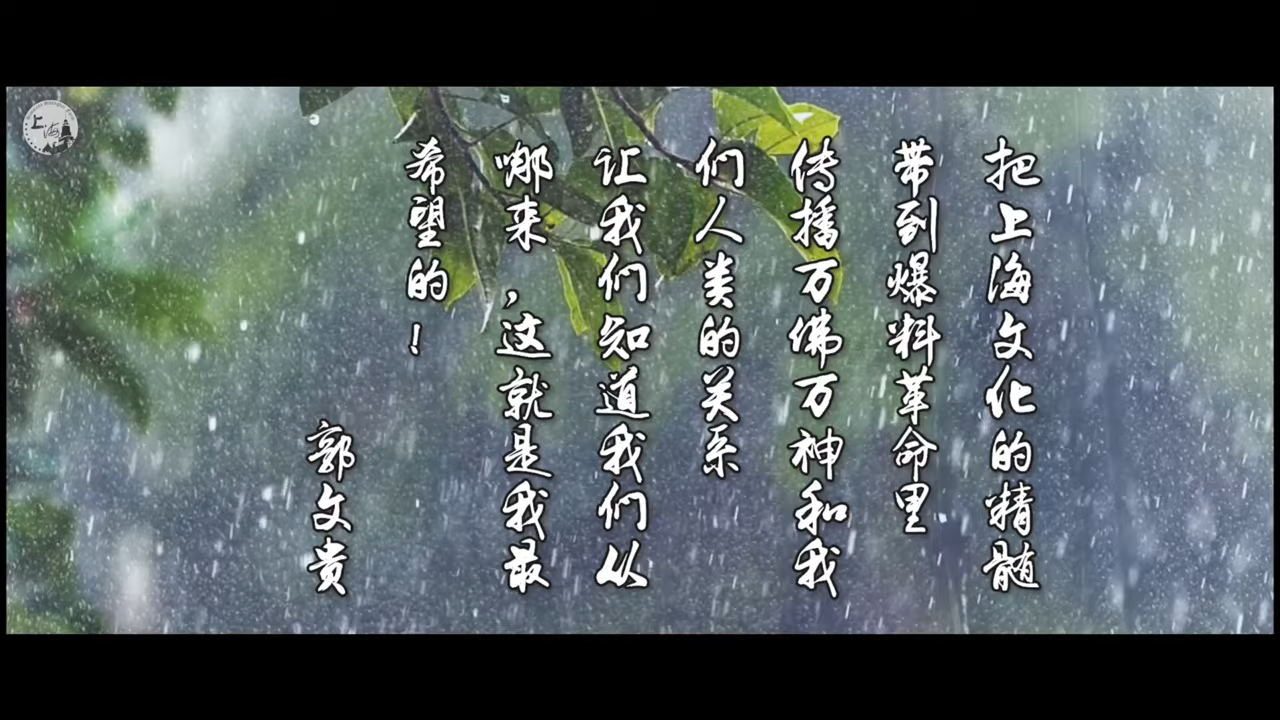 把上海文化的精髓
带到爆料革命里
传播万佛万神和我
们人类的关系
让我们知道我们从
哪来，这就是我最
希望的！
郭文贵
上海